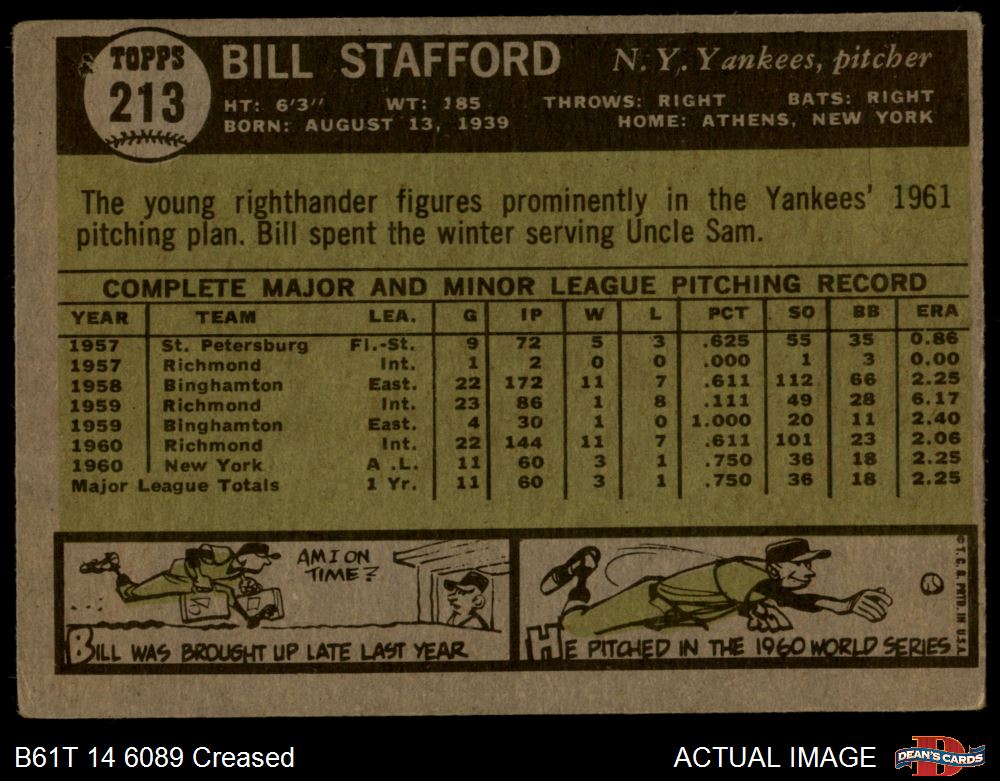 TOPPS
213
BILL STAFFORD N.Y. Yankees, pitcher
HT: 6'3" WT: 185 THROWS: RIGHT BATS: RIGHT
BORN: AUGUST 13, 1939 HOME: ATHENS, NEW YORK
The young righthander figures prominently in the Yankees' 1961
pitching plan. Bill spent the winter serving Uncle Sam.
COMPLETE MAJOR AND MINOR LEAGUE PITCHING RECORD
YEAR TEAM LEA. G IP W L PCT SO BB ERA
1957 St. Petersburg Fl.-St. 9 72 5 3 .625 55 35 0.86
1957 Richmond Int. 1 2 0 0 .000 1 3 0.00
1958 Binghamton East. 22 172 11 7 .611 112 66 2.25
1959 Richmond Int. 23 86 1 8 .111 49 28 6.17
1959 Binghamton East. 4 30 1 0 1.000 20 11 2.40
1960 Richmond Int. 22 144 11 7 .611 101 23 2.06
1960 New York A.L. 11 60 3 1 .750 36 18 2.25
Major League Totals 1 Yr. 11 60 3 1 .750 36 18 2.25
AM I ON
TIME?
NY
BILL WAS BROUGHT UP LATE LAST YEAR
HE PITCHED IN THE 1960 WORLD SERIES
© T.C.G. PRTD. IN U.S.A.
B61T 14 6089 Creased
ACTUAL IMAGE
D
DEAN'S CARDS